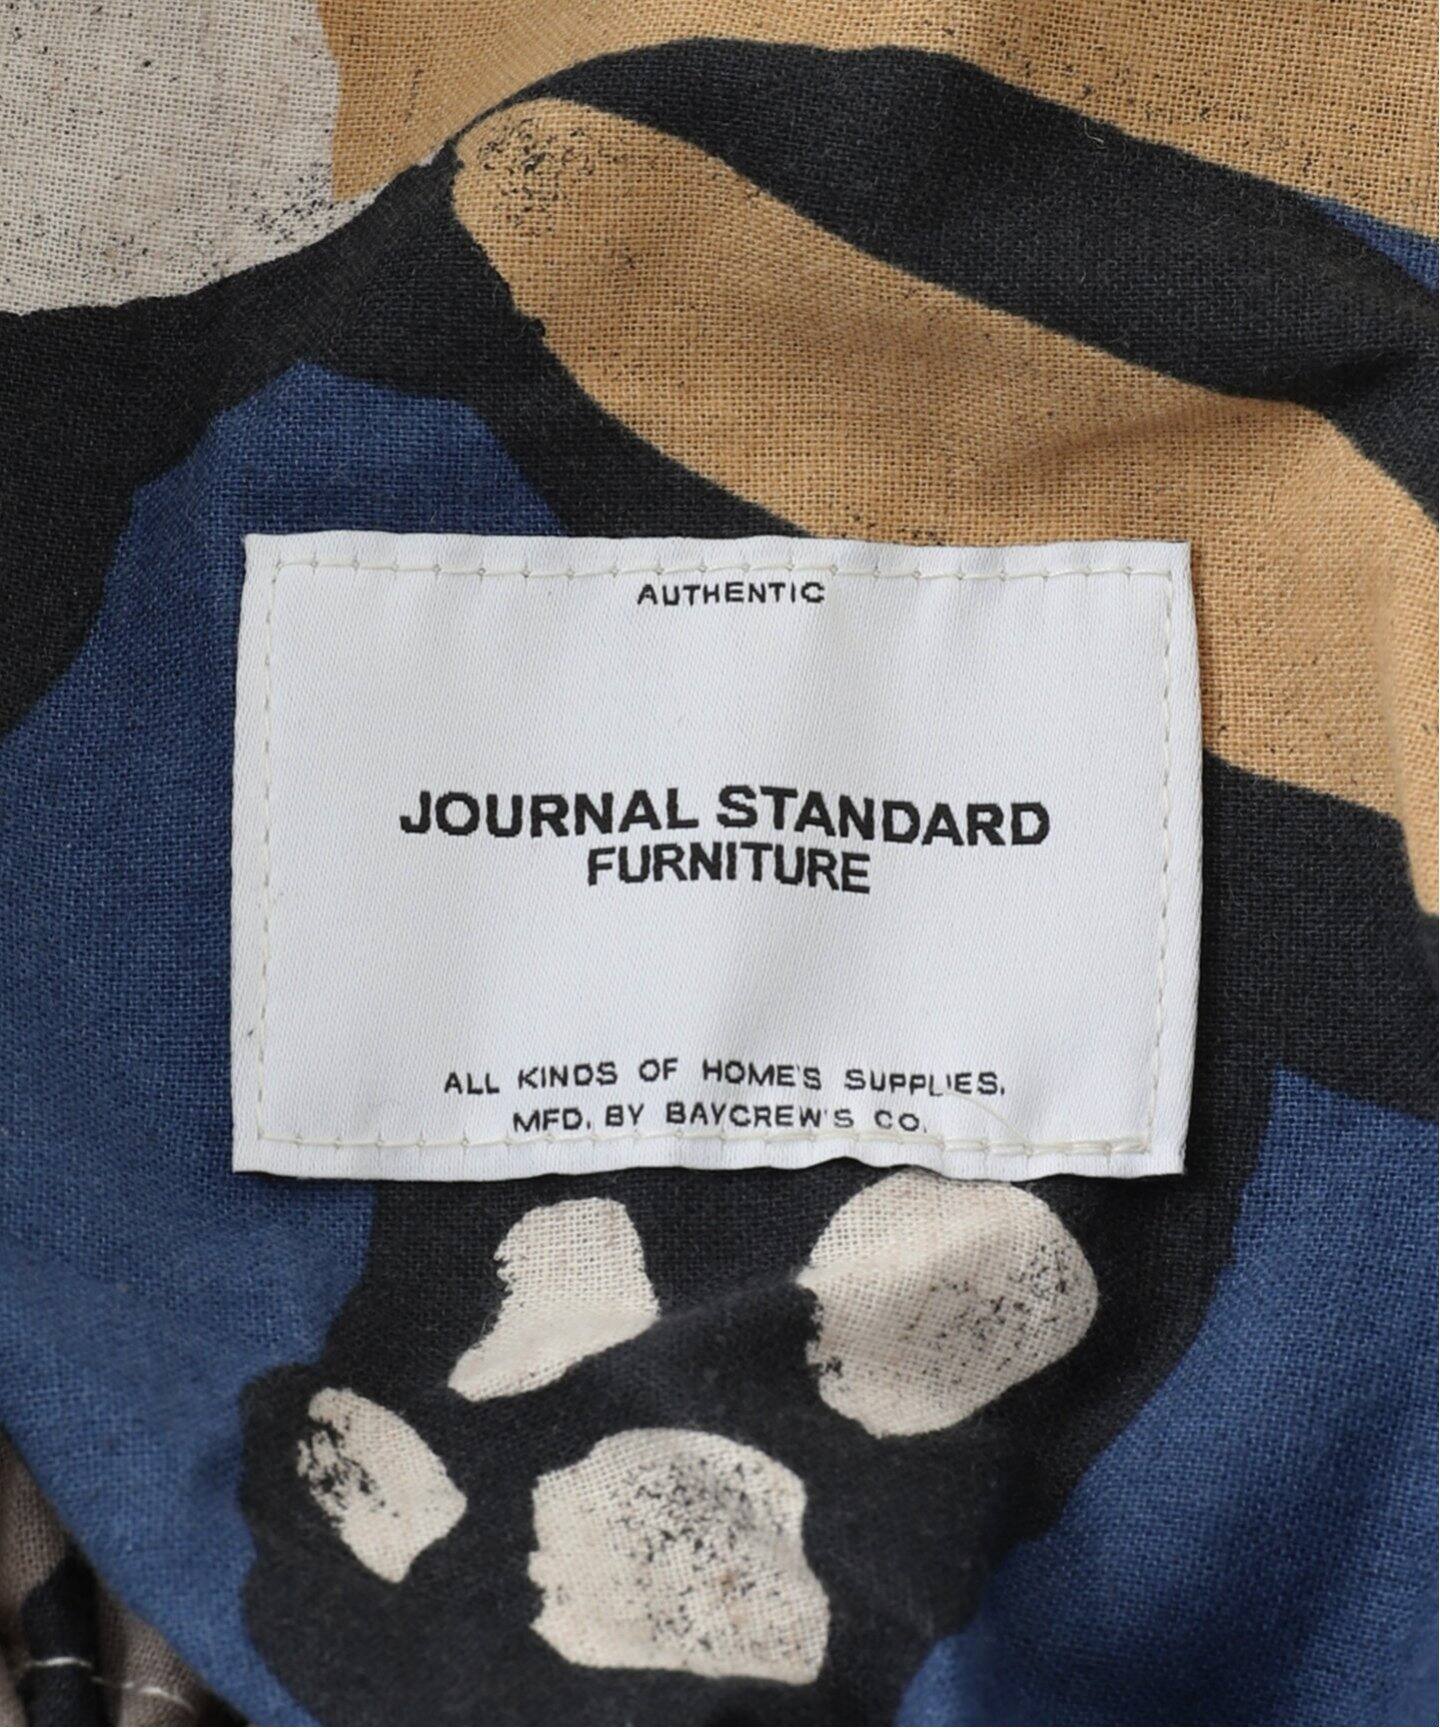 AUTHENTIC
JOURNAL STANDARD
FURNITURE
ALL KINDS OF HOME'S SUPPLIES.
MFD. BY BAYCREW'S CO.